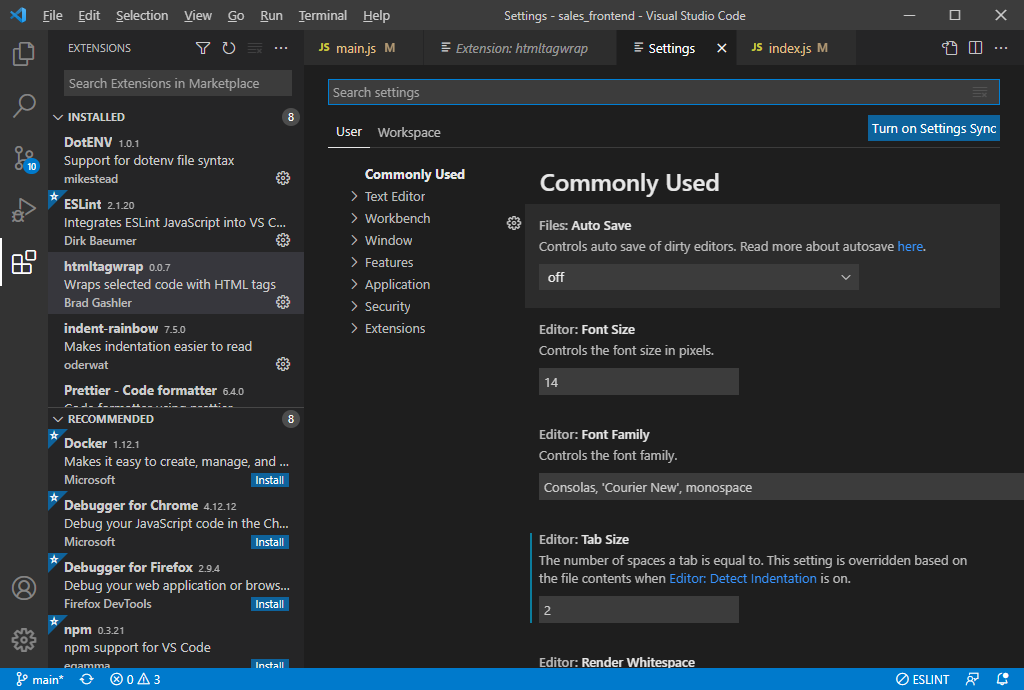 File Edit Selection View Go Run Terminal Help Settings - sales_frontend - Visual Studio Code
EXTENSIONS
JS main.js M
Extension: htmltagwrap
Settings
JS index.js M
Search Extensions in Marketplace
INSTALLED 8
DotENV 1.0.1
Support for dotenv file syntax
mikestead
ESLint 2.1.20
Integrates ESLint JavaScript into VS C...
Dirk Baeumer
htmltagwrap 0.0.7
Wraps selected code with HTML tags
Brad Gashler
indent-rainbow 7.5.0
Makes indentation easier to read
oderwat
Prettier - Code formatter 6.4.0
Code formatter using prettier
RECOMMENDED 8
Docker 1.12.1
Makes it easy to create, manage, and ...
Microsoft Install
Debugger for Chrome 4.12.12
Debug your JavaScript code in the Ch...
Microsoft Install
Debugger for Firefox 2.9.4
Debug your web application or brows...
Firefox DevTools Install
npm 0.3.21
npm support for VS Code
egamma Install
10
Search settings
User Workspace
Turn on Settings Sync
Commonly Used
Text Editor
Workbench
Window
Features
Application
Security
Extensions
Commonly Used
Files: Auto Save
Controls auto save of dirty editors. Read more about autosave here.
off
Editor: Font Size
Controls the font size in pixels.
14
Editor: Font Family
Controls the font family.
Consolas, 'Courier New', monospace
Editor: Tab Size
The number of spaces a tab is equal to. This setting is overridden based on
the file contents when Editor: Detect Indentation is on.
2
Editor: Render Whitespace
main* 0 3 ESLINT